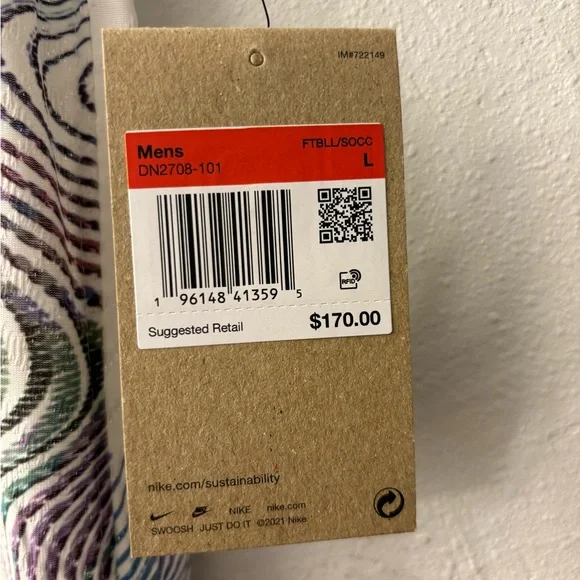 IM#722149
Mens FTBLL/SOCC
DN2708-101 L
1 96148 41359 5
RFID
Suggested Retail $170.00
nike.com/sustainability
NIKE nike.com
SWOOSH JUST DO IT ©2021 Nike